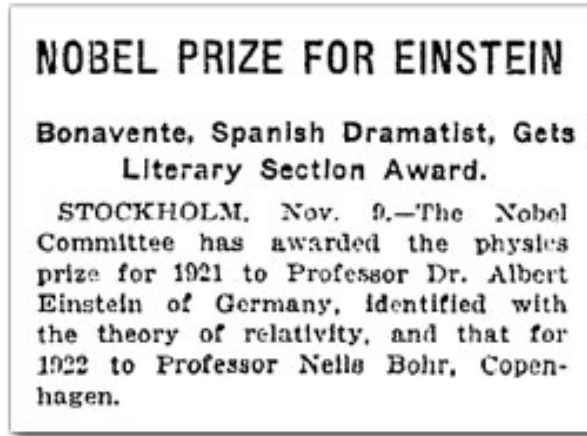 NOBEL PRIZE FOR EINSTEIN
Bonavente, Spanish Dramatist, Gets
Literary Section Award.
STOCKHOLM, Nov. 9.—The Nobel
Committee has awarded the physics
prize for 1921 to Professor Dr. Albert
Einstein of Germany, identified with
the theory of relativity, and that for
1922 to Professor Neils Bohr, Copen-
hagen.